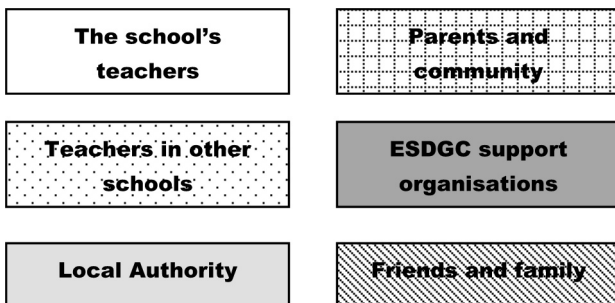 The school's
teachers
Parents and
community
Teachers in other
schools
ESDGC support
organisations
Local Authority
Friends and family